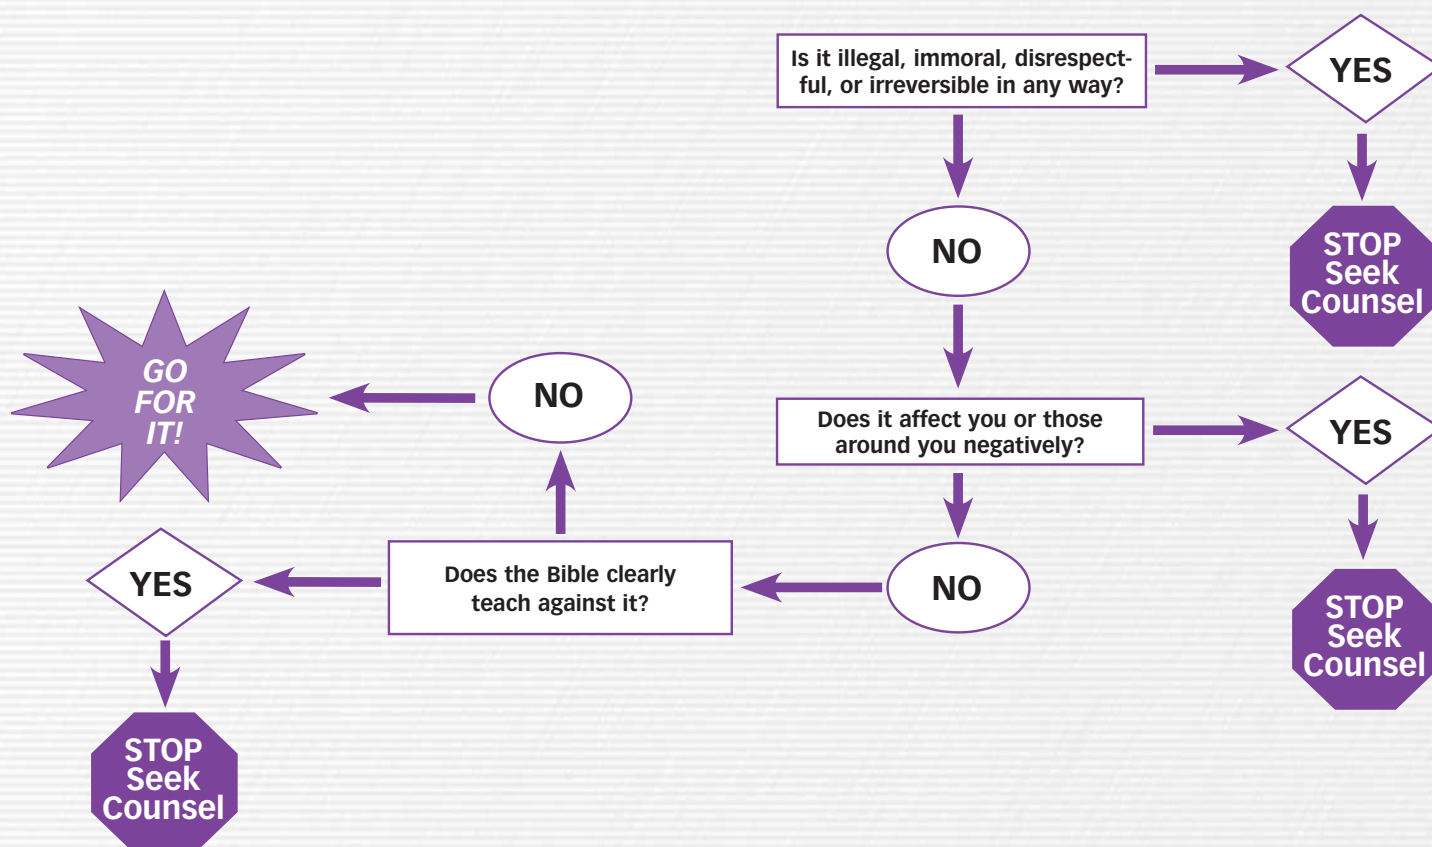 Is it illegal, immoral, disrespect-
ful, or irreversible in any way?
YES
STOP
Seek
Counsel
NO
Does it affect you or those
around you negatively?
YES
STOP
Seek
Counsel
NO
Does the Bible clearly
teach against it?
NO
GO
FOR
IT!
YES
STOP
Seek
Counsel